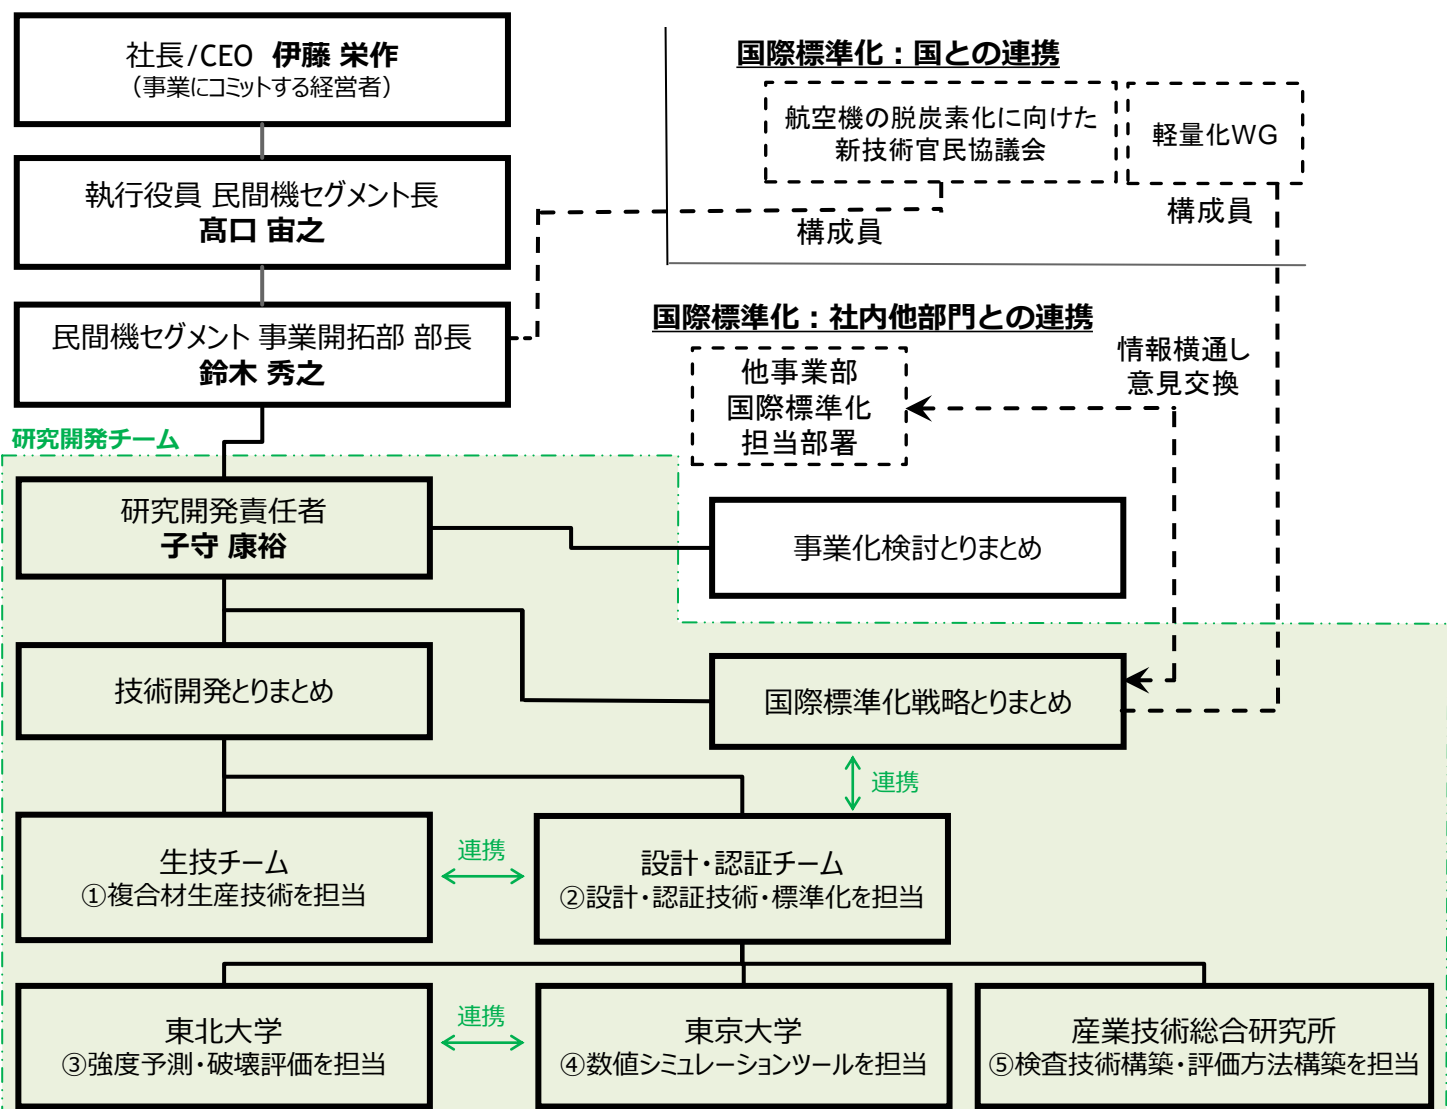 社長/CEO 伊藤 栄作
（事業にコミットする経営者）
執行役員 民間機セグメント長
髙口 宙之
民間機セグメント 事業開拓部 部長
鈴木 秀之
国際標準化：国との連携
航空機の脱炭素化に向けた
新技術官民協議会
軽量化WG
構成員
構成員
国際標準化：社内他部門との連携
他事業部
国際標準化
担当部署
情報横通し
意見交換
研究開発チーム
研究開発責任者
子守 康裕
事業化検討とりまとめ
技術開発とりまとめ
国際標準化戦略とりまとめ
連携
生技チーム
①複合材生産技術を担当
連携
設計・認証チーム
②設計・認証技術・標準化を担当
東北大学
③強度予測・破壊評価を担当
連携
東京大学
④数値シミュレーションツールを担当
産業技術総合研究所
⑤検査技術構築・評価方法構築を担当